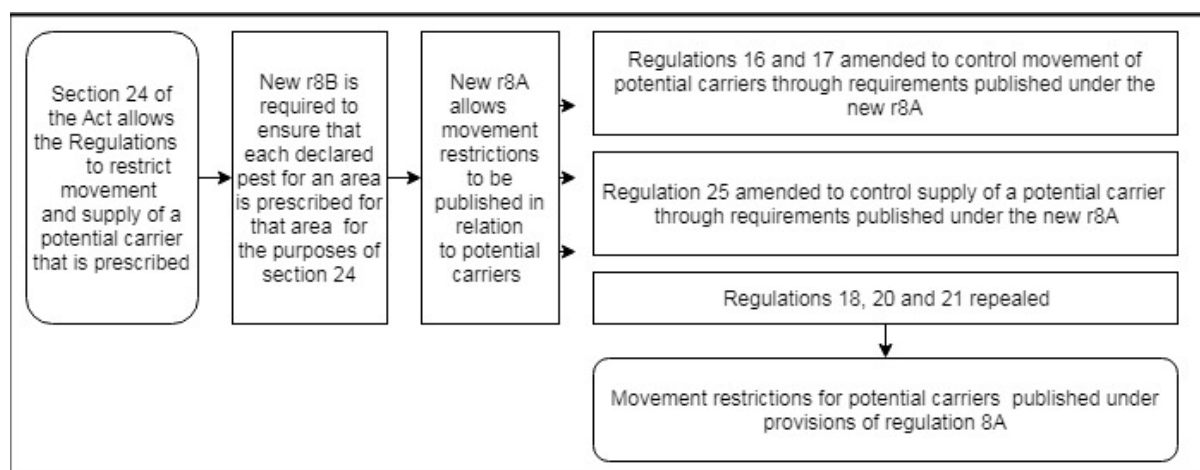 Section 24 of
the Act allows
the Regulations
to restrict
movement
and supply of a
potential carrier
that is prescribed
New r8B is
required to
ensure that
each declared
pest for an area
is prescribed for
that area for
the purposes of
section 24
New r8A
allows
movement
restrictions
to be
published in
relation
to potential
carriers
Regulations 16 and 17 amended to control movement of
potential carriers through requirements published under the
new r8A
Regulation 25 amended to control supply of a potential carrier
through requirements published under the new r8A
Regulations 18, 20 and 21 repealed
Movement restrictions for potential carriers published under
provisions of regulation 8A